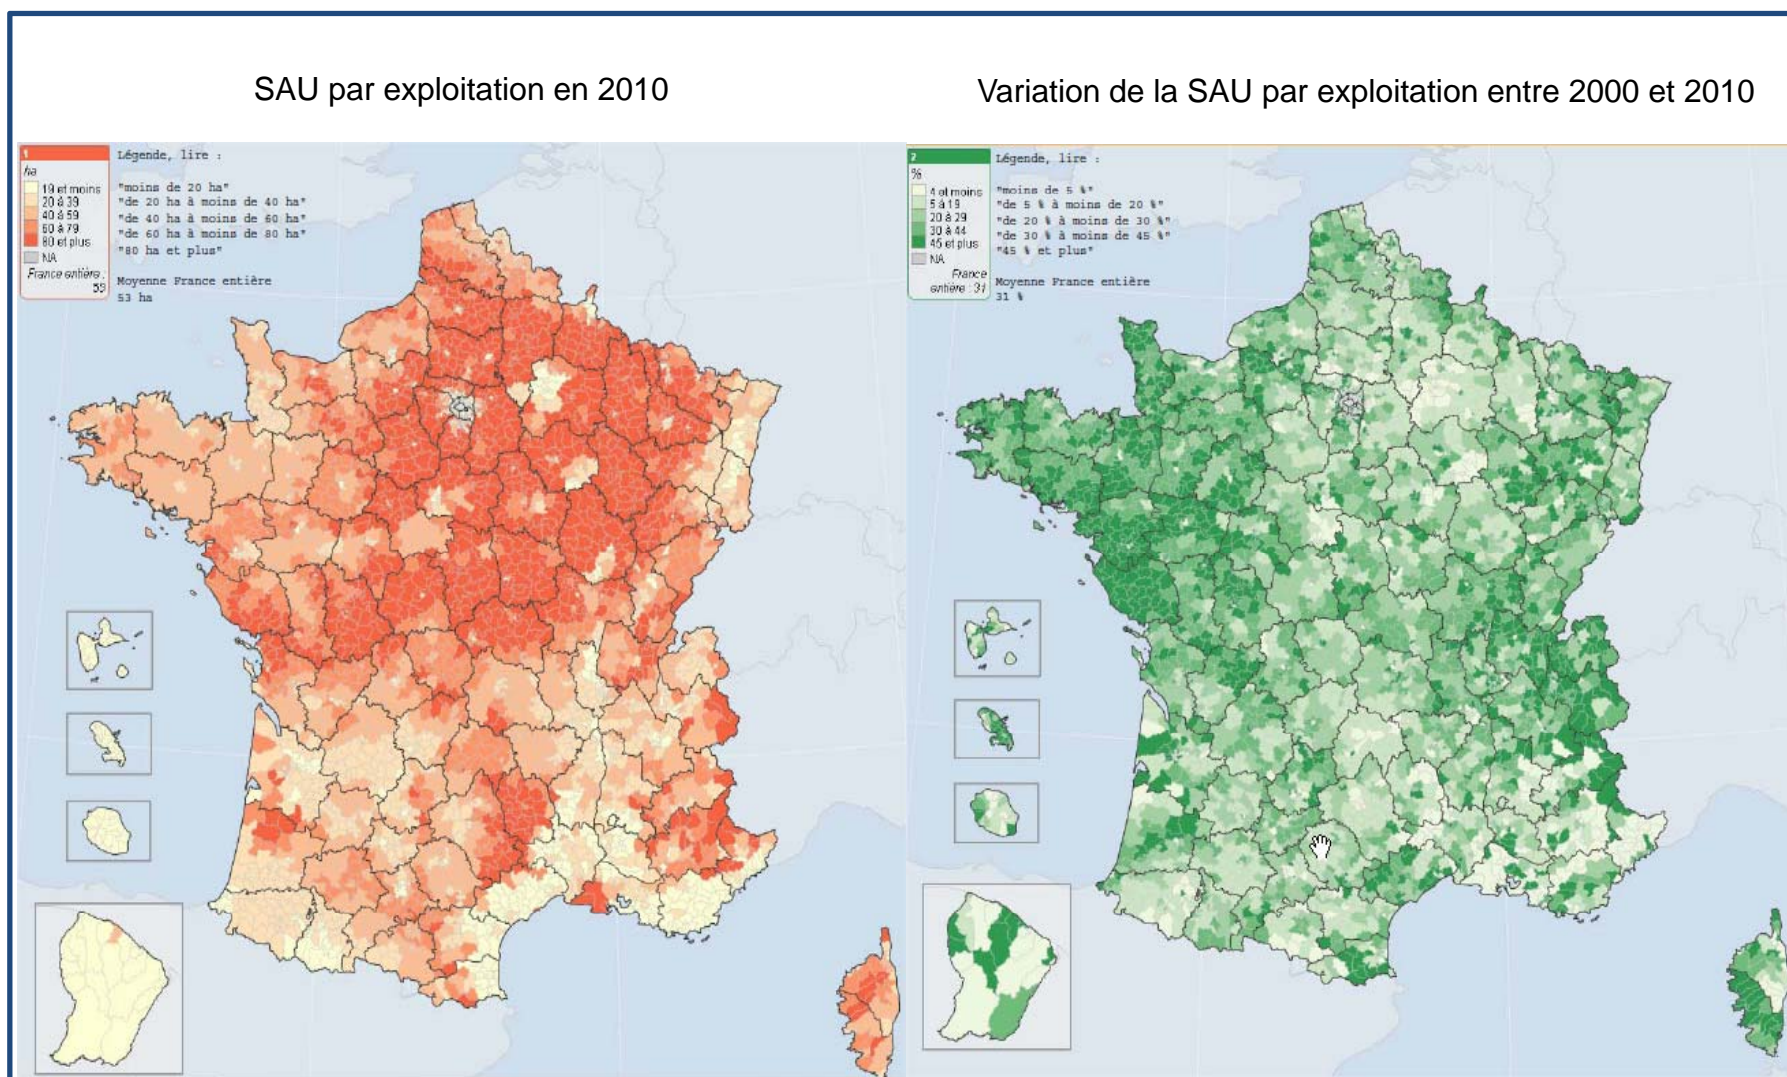 SAU par exploitation en 2010
1
Légende, lire :
ha
19 et moins
"moins de 20 ha"
20 à 39
"de 20 ha à moins de 40 ha"
40 à 59
"de 40 ha à moins de 60 ha"
60 à 79
"de 60 ha à moins de 80 ha"
80 et plus
"80 ha et plus"
NA
France entière :
53
Moyenne France entière
53 ha
Variation de la SAU par exploitation entre 2000 et 2010
2
Légende, lire :
%
4 et moins
"moins de 5 %"
5 à 19
"de 5 % à moins de 20 %"
20 à 29
"de 20 % à moins de 30 %"
30 à 44
"de 30 % à moins de 45 %"
45 et plus
"45 % et plus"
NA
France
entière : 31
Moyenne France entière
31 %